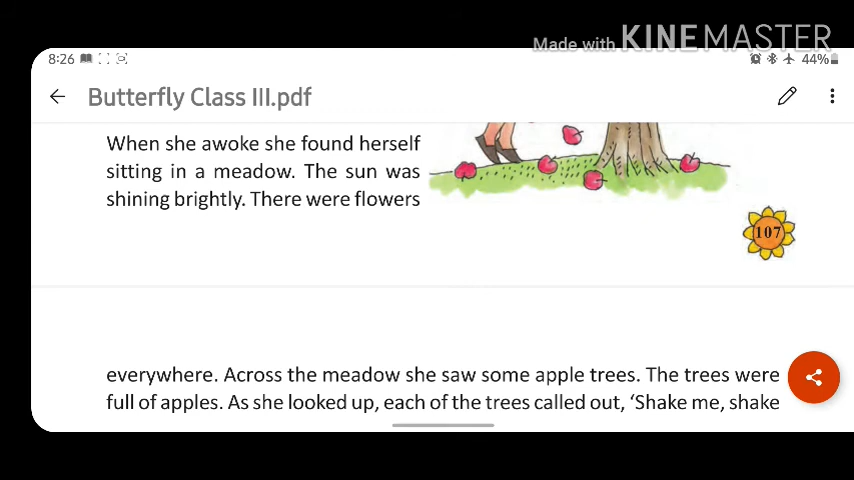 Made with KINEMASTER
8:26
44%
Butterfly Class III.pdf
When she awoke she found herself
sitting in a meadow. The sun was
shining brightly. There were flowers
107
everywhere. Across the meadow she saw some apple trees. The trees were
full of apples. As she looked up, each of the trees called out, ‘Shake me, shake